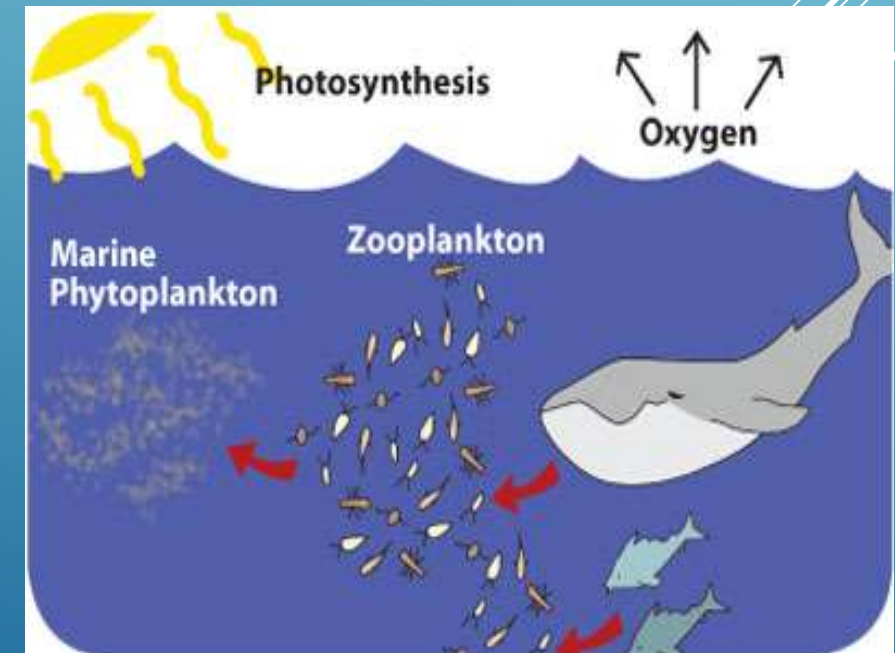 Photosynthesis
Oxygen
Zooplankton
Marine
Phytoplankton